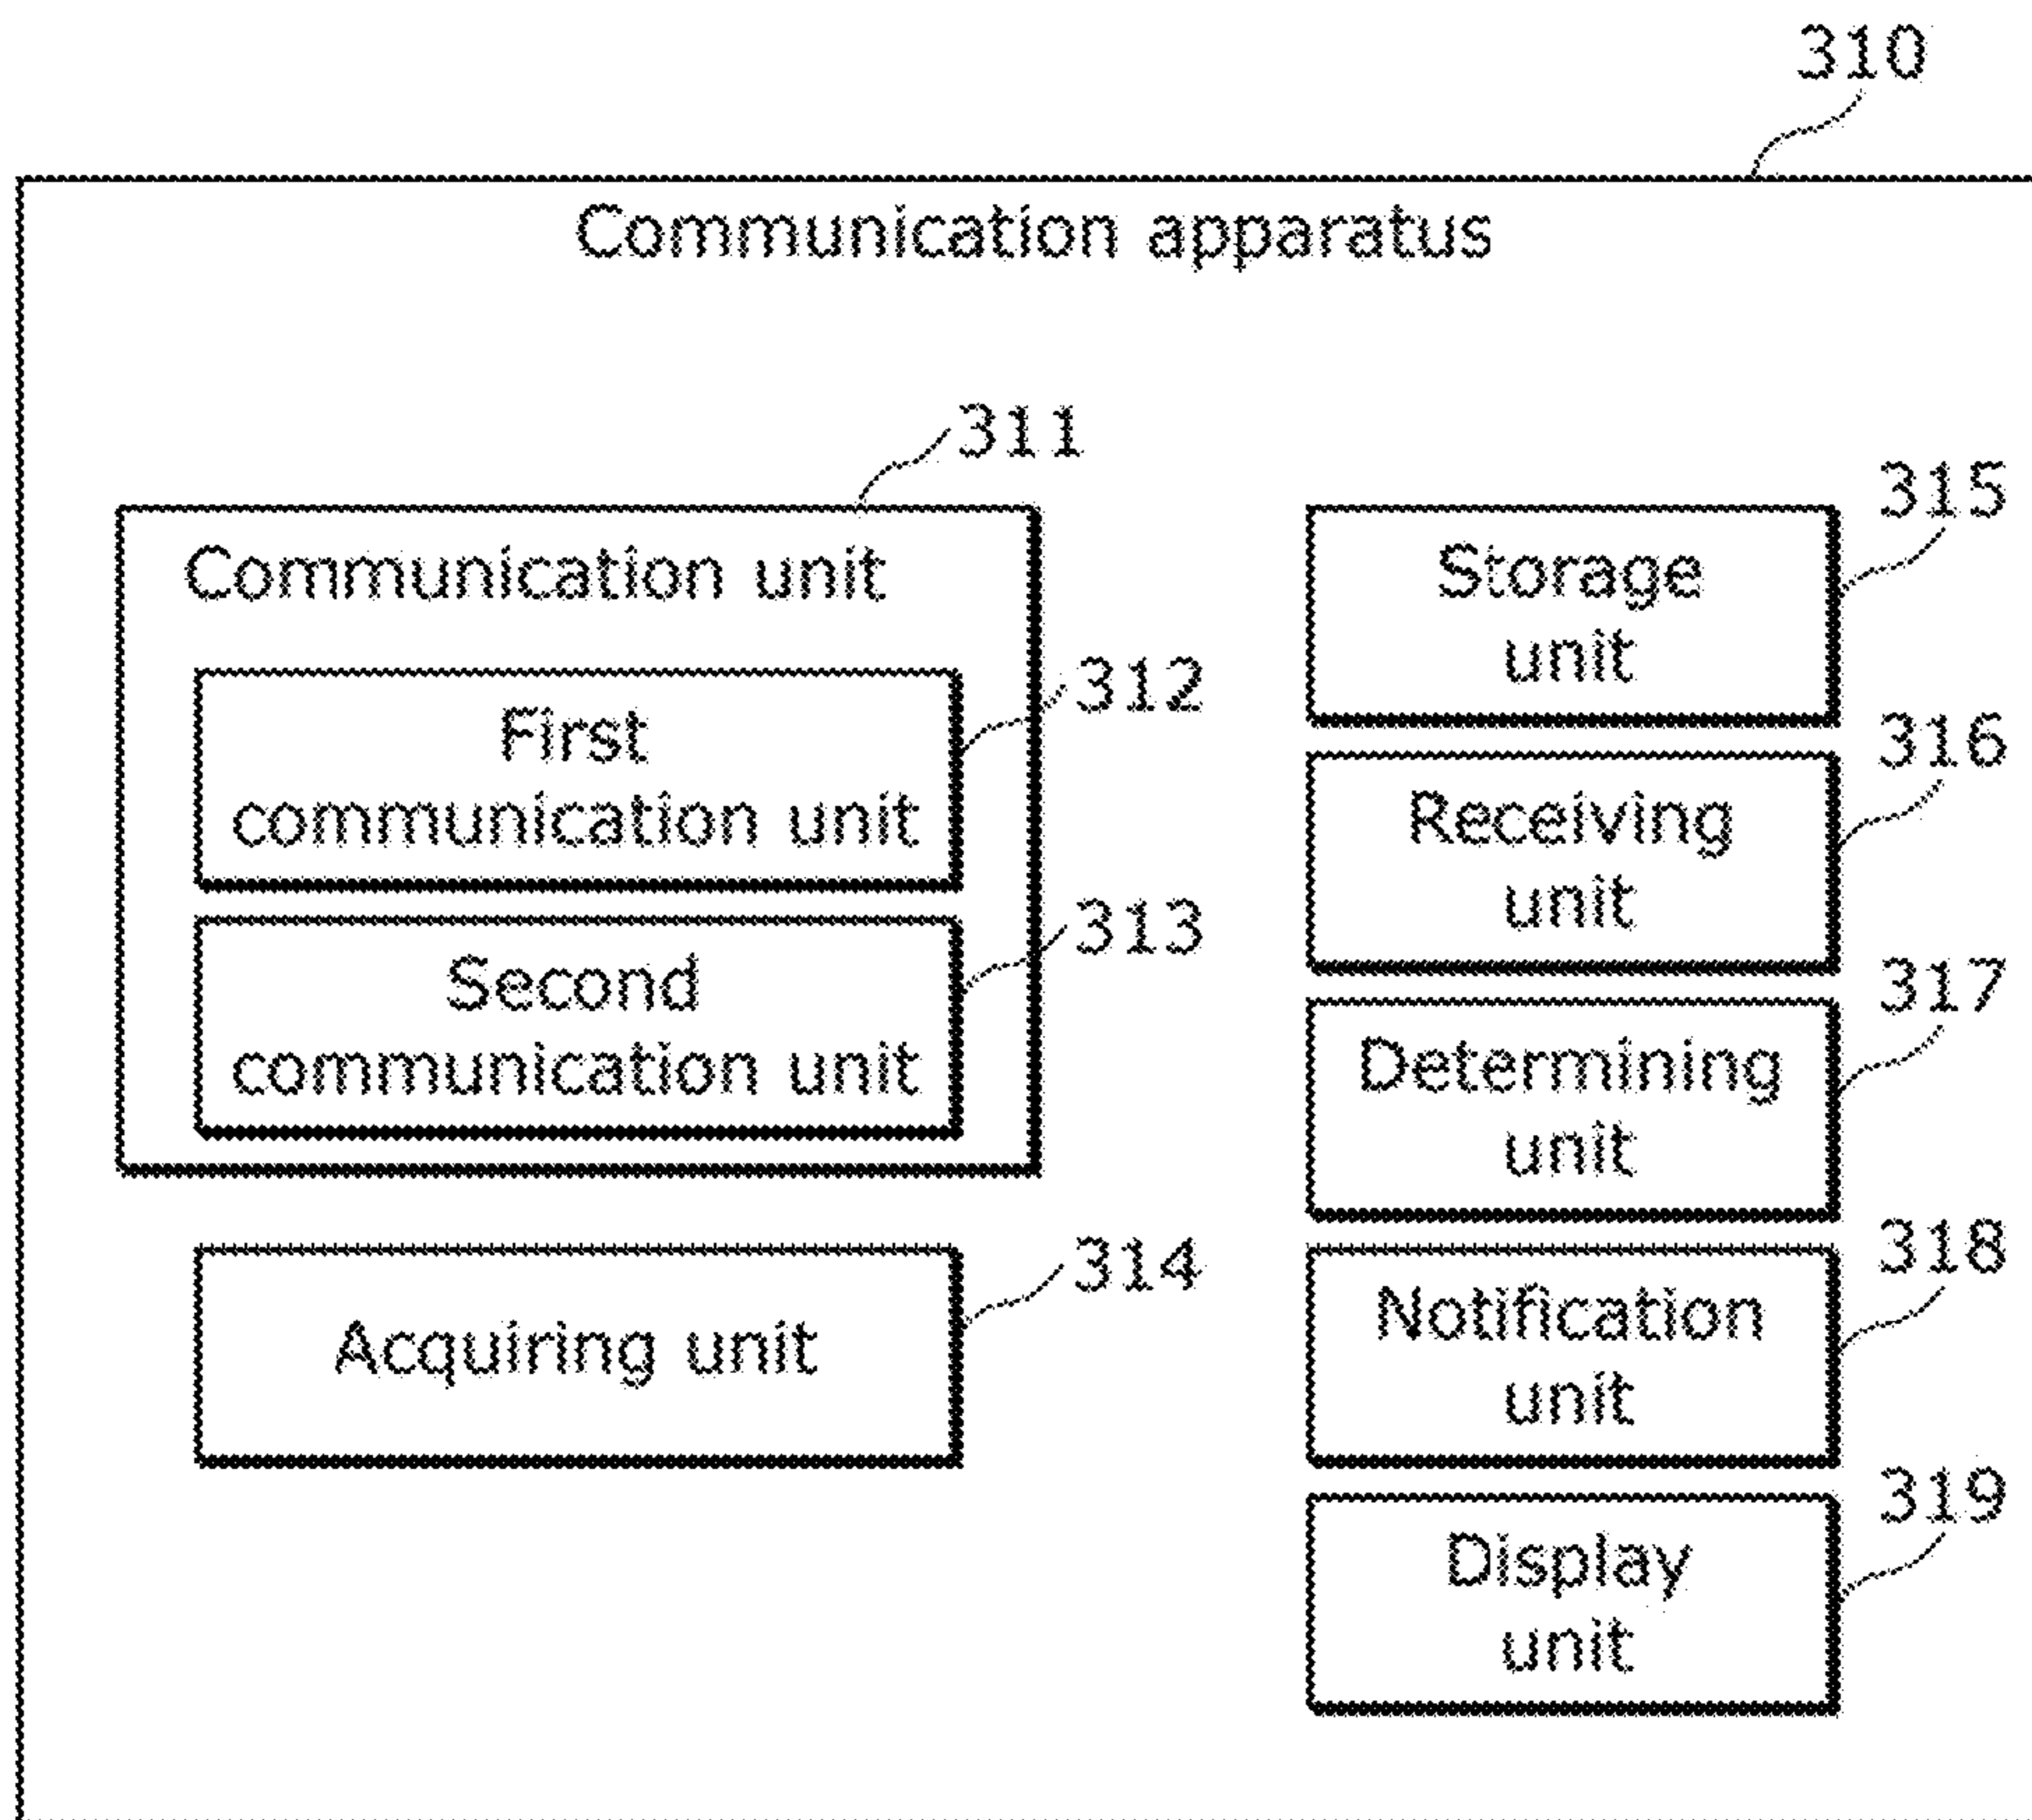 310
Communication apparatus
311
Communication unit
312
First
communication unit
313
Second
communication unit
314
Acquiring unit
315
Storage
unit
316
Receiving
unit
317
Determining
unit
318
Notification
unit
319
Display
unit